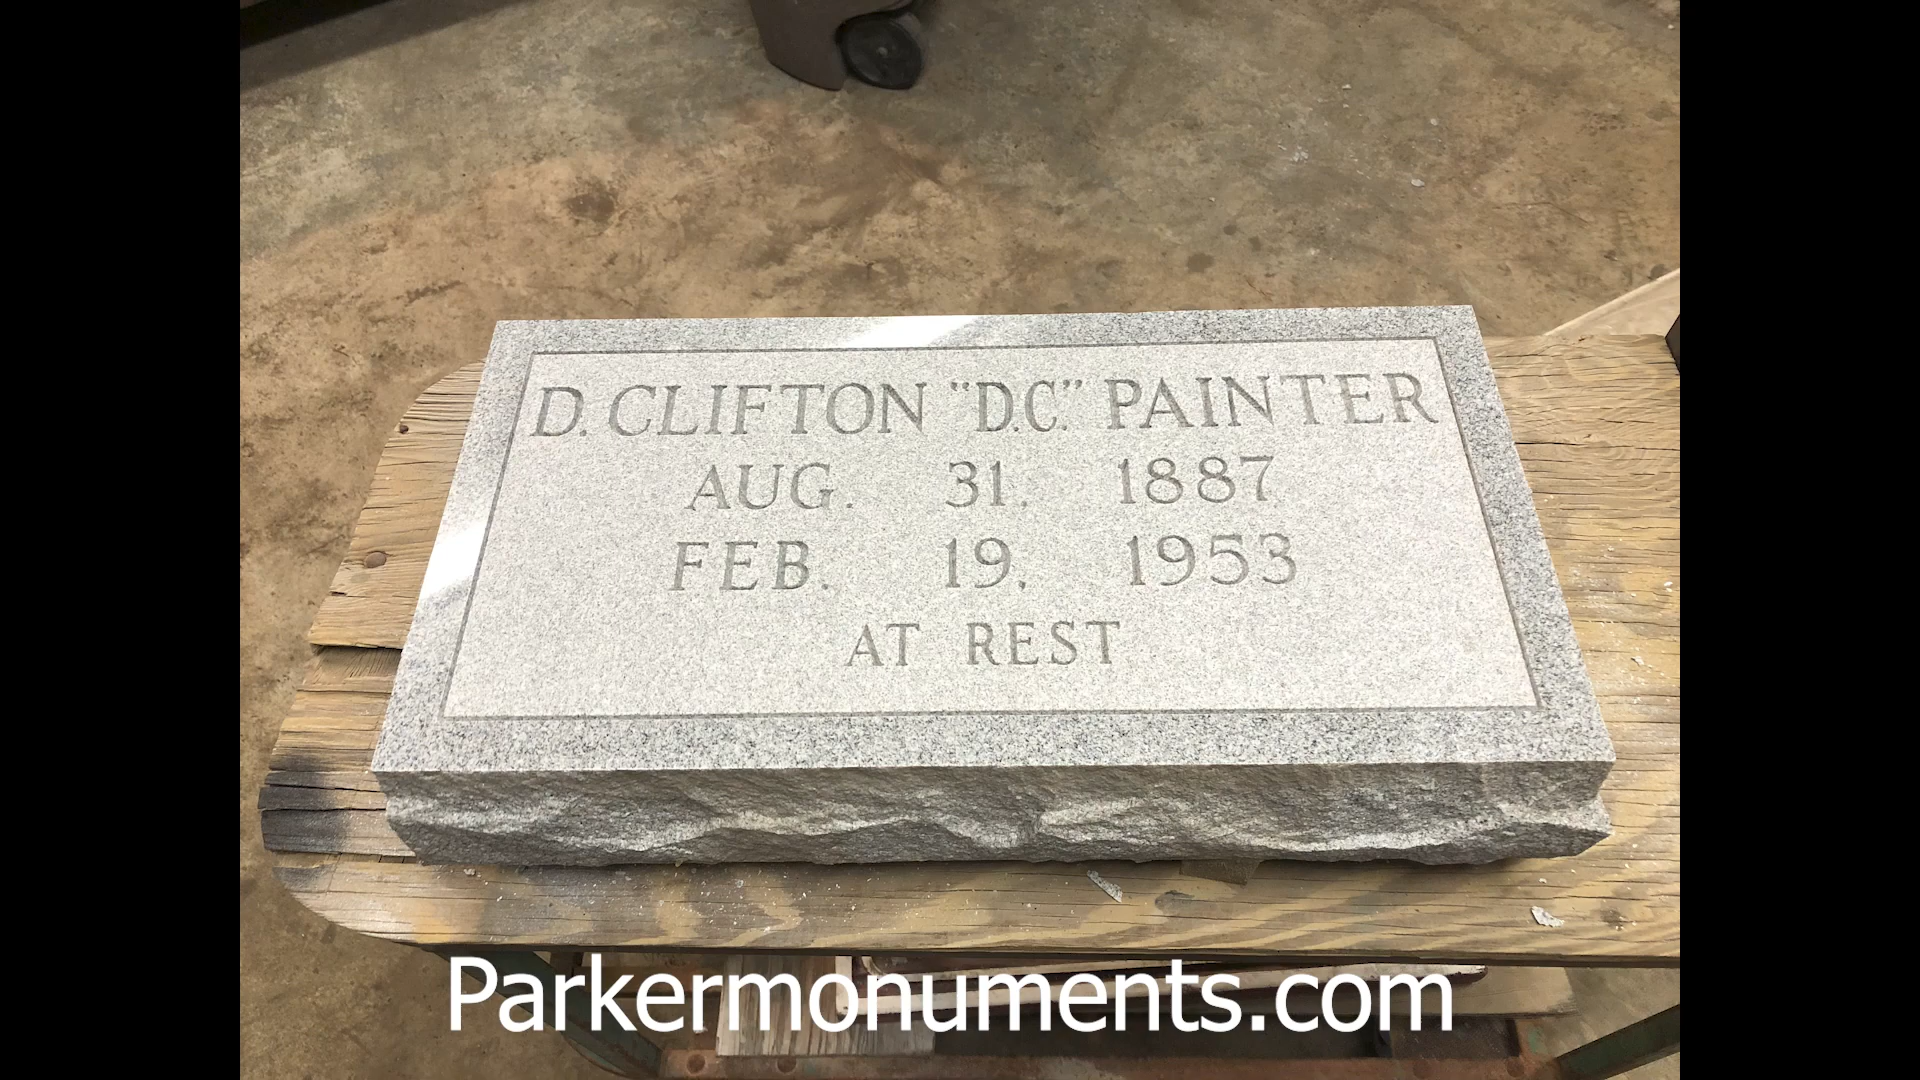 D. CLIFTON "D.C." PAINTER
AUG. 31, 1887
FEB. 19, 1953
AT REST
Parkermonuments.com